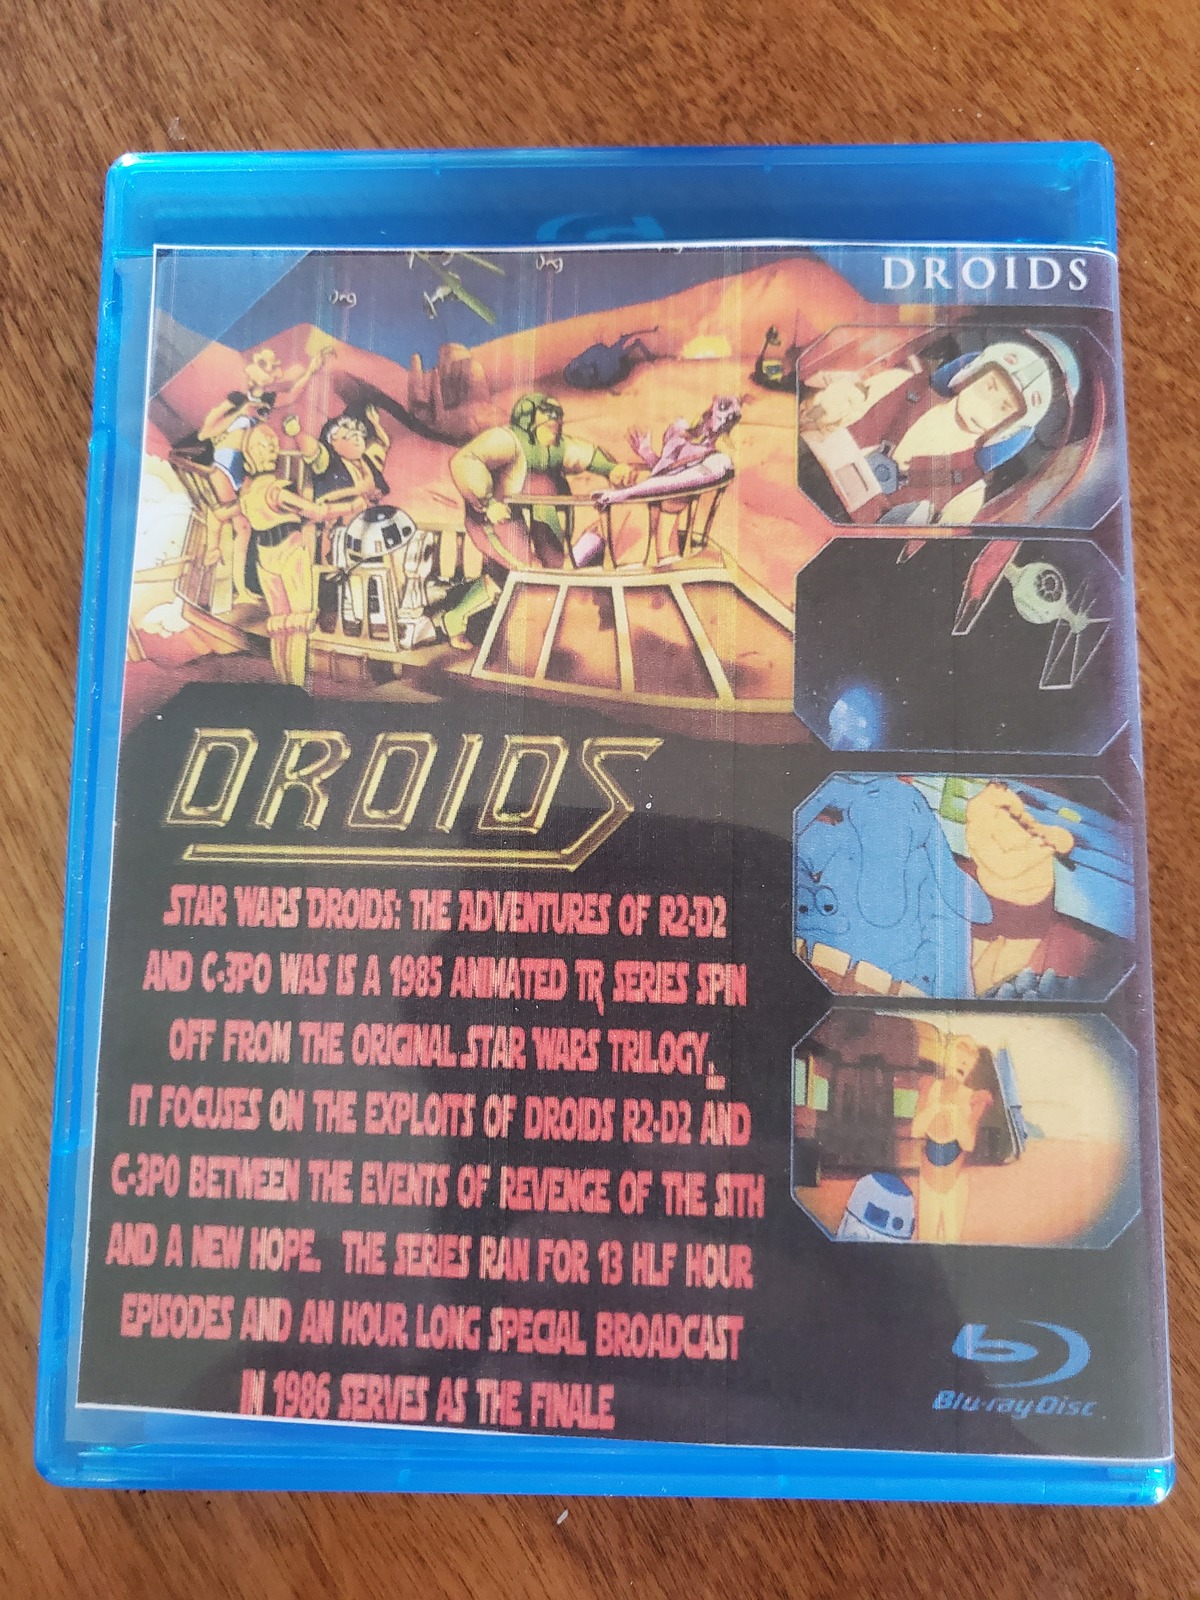 DROIDS
DROIDS
STAR WARS DROIDS: THE ADVENTURES OF R2-D2
AND C-3PO WAS IS A 1985 ANIMATED TR SERIES SPIN
OFF FROM THE ORIGINAL STAR WARS TRILOGY.
IT FOCUSES ON THE EXPLOITS OF DROIDS R2-D2 AND
C-3PO BETWEEN THE EVENTS OF REVENGE OF THE SITH
AND A NEW HOPE. THE SERIES RAN FOR 13 HLF HOUR
EPISODES AND AN HOUR LONG SPECIAL BROADCAST
IN 1986 SERVES AS THE FINALE
Blu-ray Disc